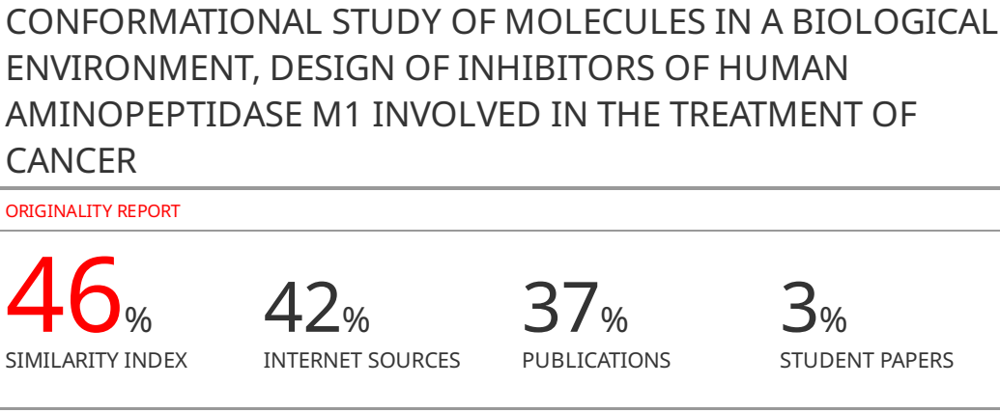 CONFORMATIONAL STUDY OF MOLECULES IN A BIOLOGICAL
ENVIRONMENT, DESIGN OF INHIBITORS OF HUMAN
AMINOPEPTIDASE M1 INVOLVED IN THE TREATMENT OF
CANCER
ORIGINALITY REPORT
46% 42% 37% 3%
SIMILARITY INDEX INTERNET SOURCES PUBLICATIONS STUDENT PAPERS